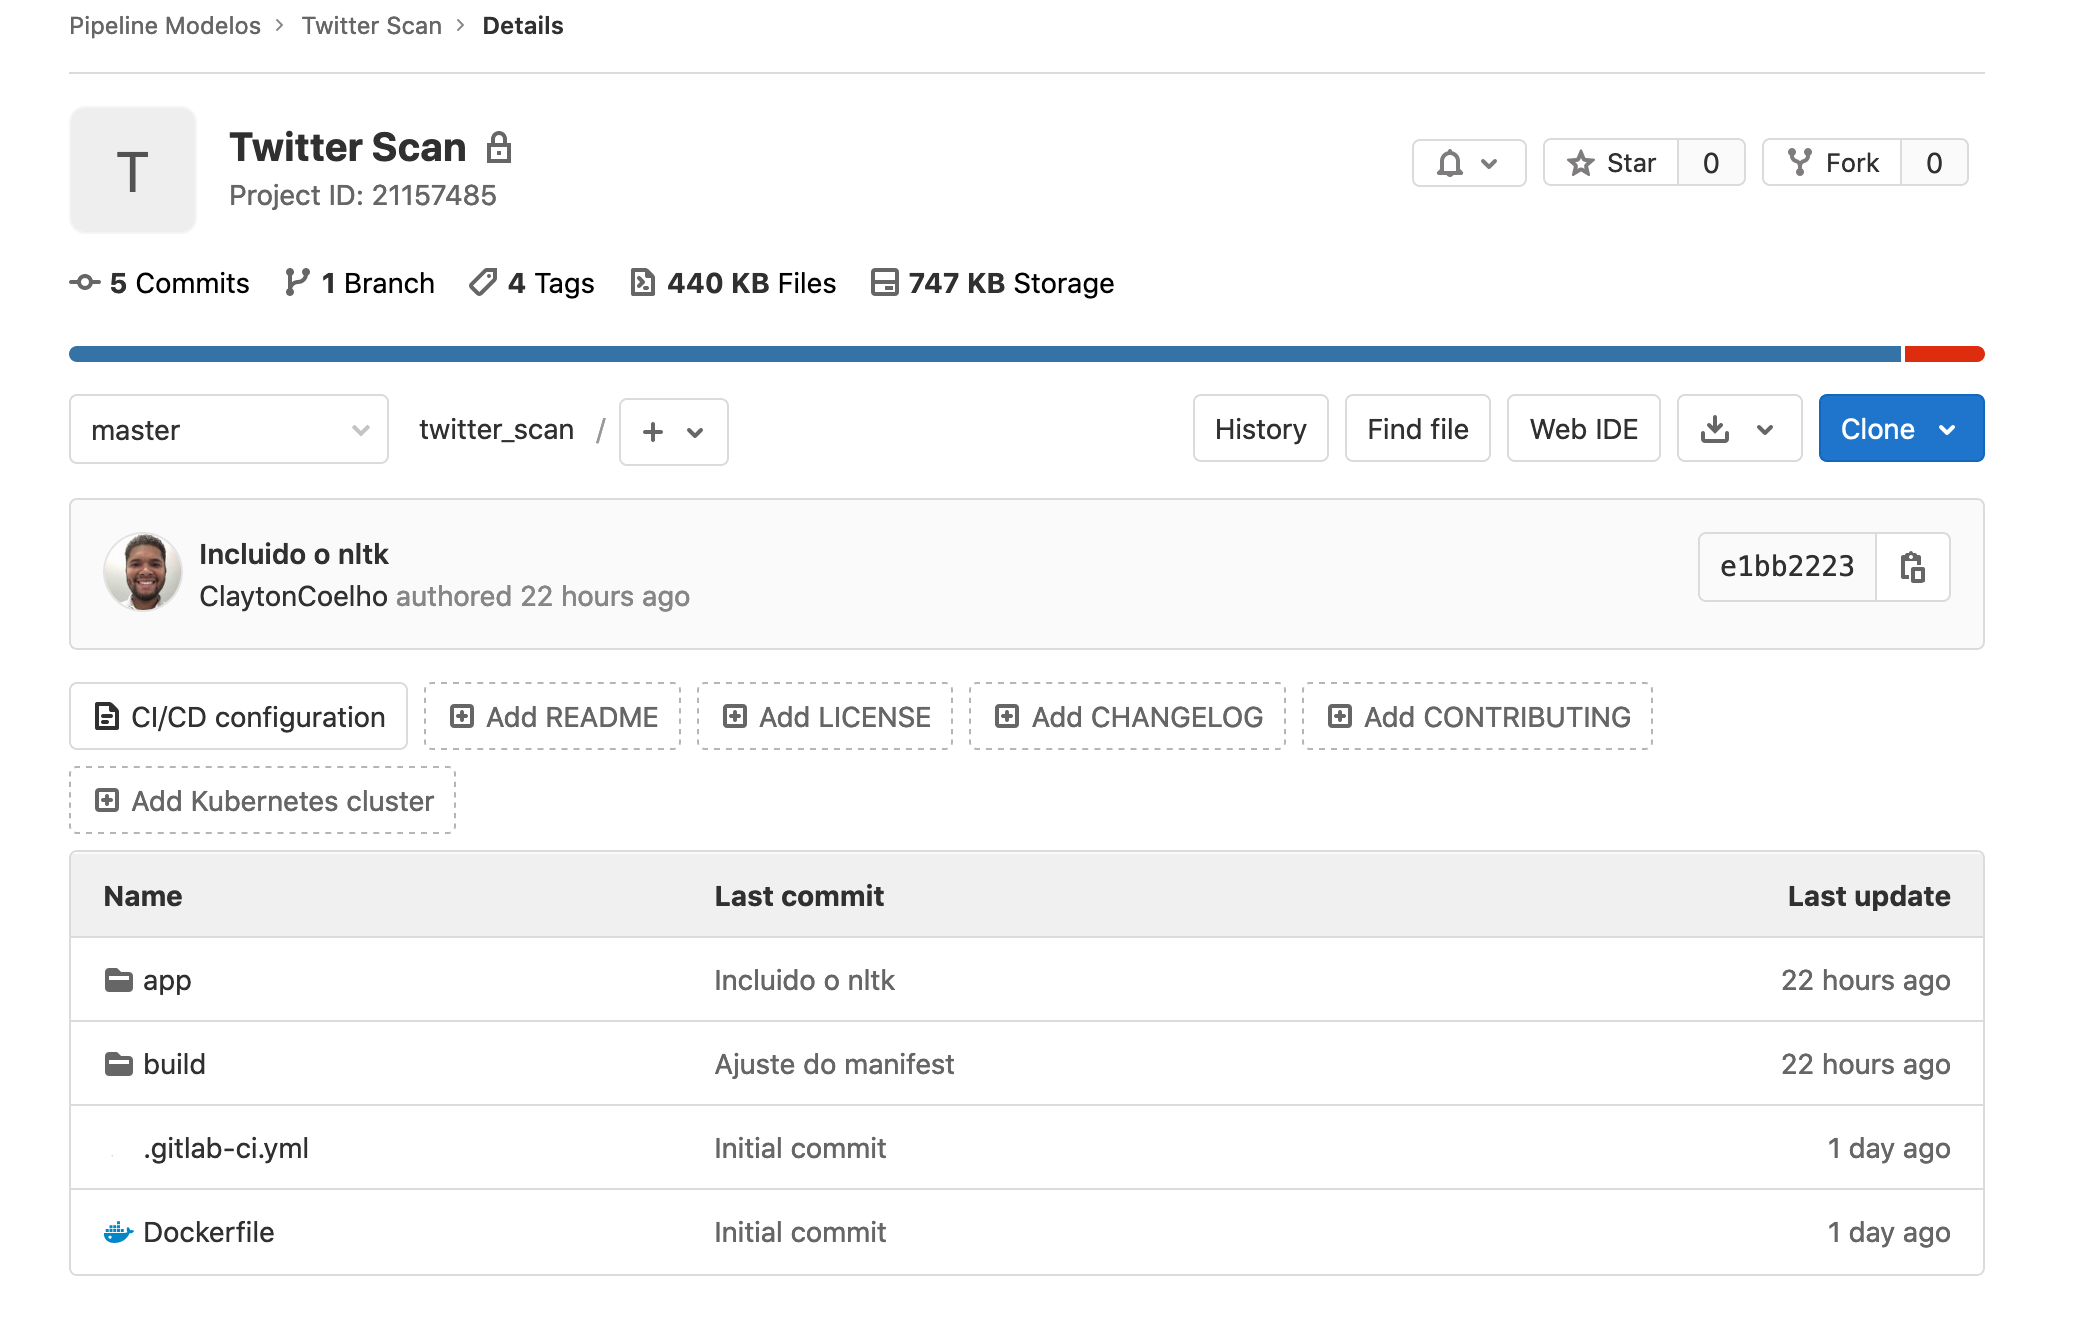 Pipeline Modelos > Twitter Scan > Details
T
Twitter Scan
Project ID: 21157485
Star 0
Fork 0
5 Commits 1 Branch 4 Tags 440 KB Files 747 KB Storage
master
twitter_scan / +
History
Find file
Web IDE
Clone
Incluido o nltk
ClaytonCoelho authored 22 hours ago
e1bb2223
CI/CD configuration
Add README
Add LICENSE
Add CHANGELOG
Add CONTRIBUTING
Add Kubernetes cluster
Name Last commit Last update
app Incluido o nltk 22 hours ago
build Ajuste do manifest 22 hours ago
.gitlab-ci.yml Initial commit 1 day ago
Dockerfile Initial commit 1 day ago